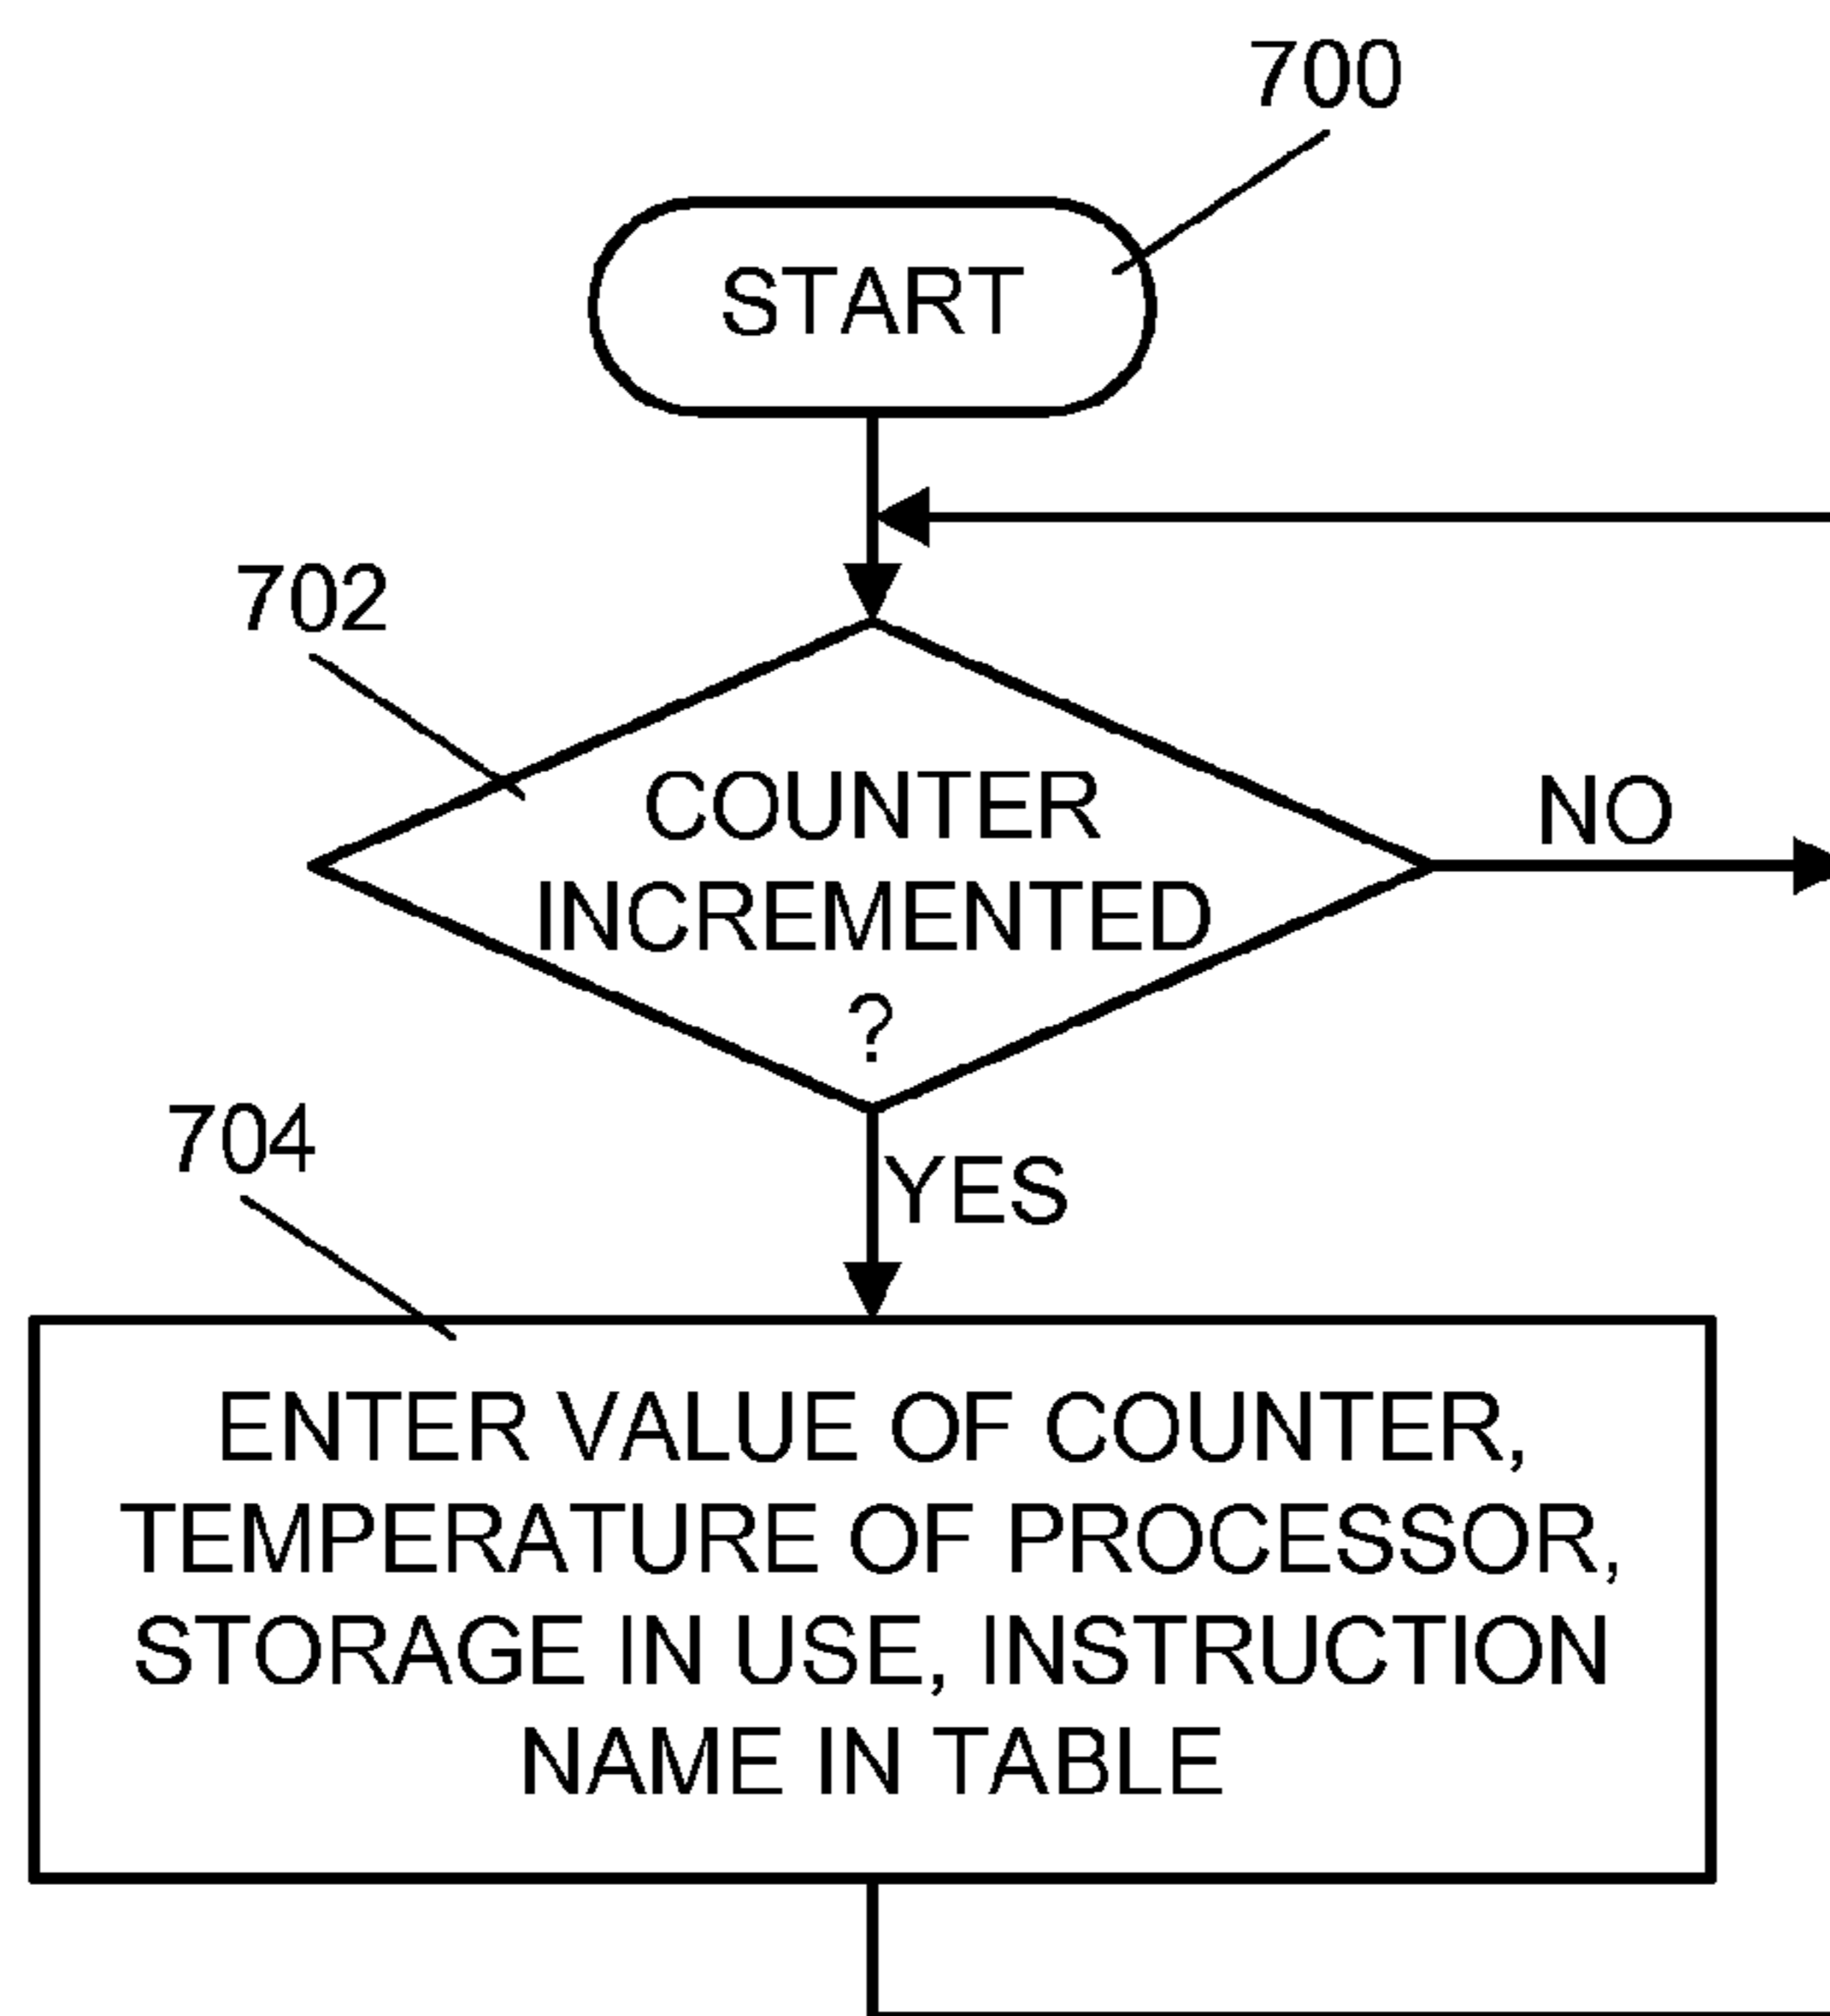 700
START
702
COUNTER
INCREMENTED
?
NO
704
YES
ENTER VALUE OF COUNTER,
TEMPERATURE OF PROCESSOR,
STORAGE IN USE, INSTRUCTION
NAME IN TABLE